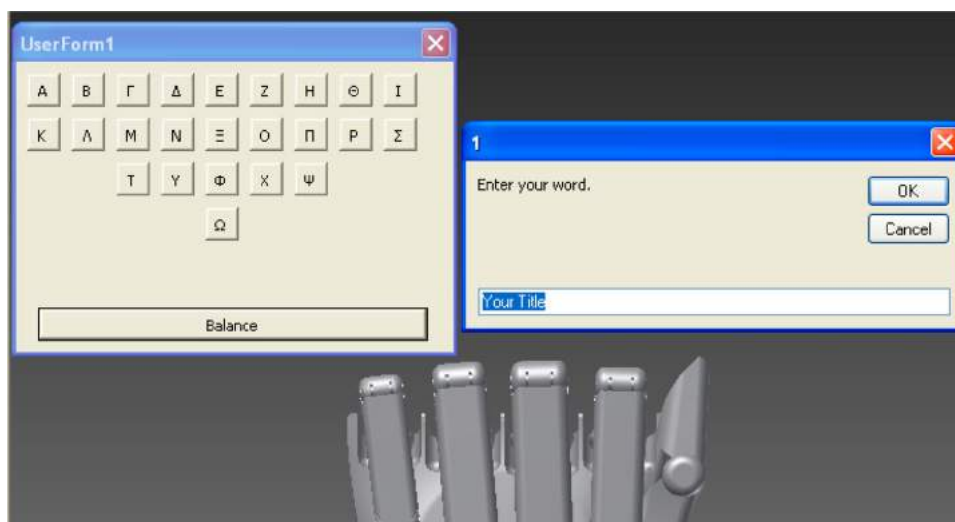 UserForm1
Α Β Γ Δ Ε Ζ Η Θ Ι
Κ Λ Μ Ν Ξ Ο Π Ρ Σ
Τ Υ Φ Χ Ψ
Ω
Balance
1
Enter your word.
OK
Cancel
Your Title